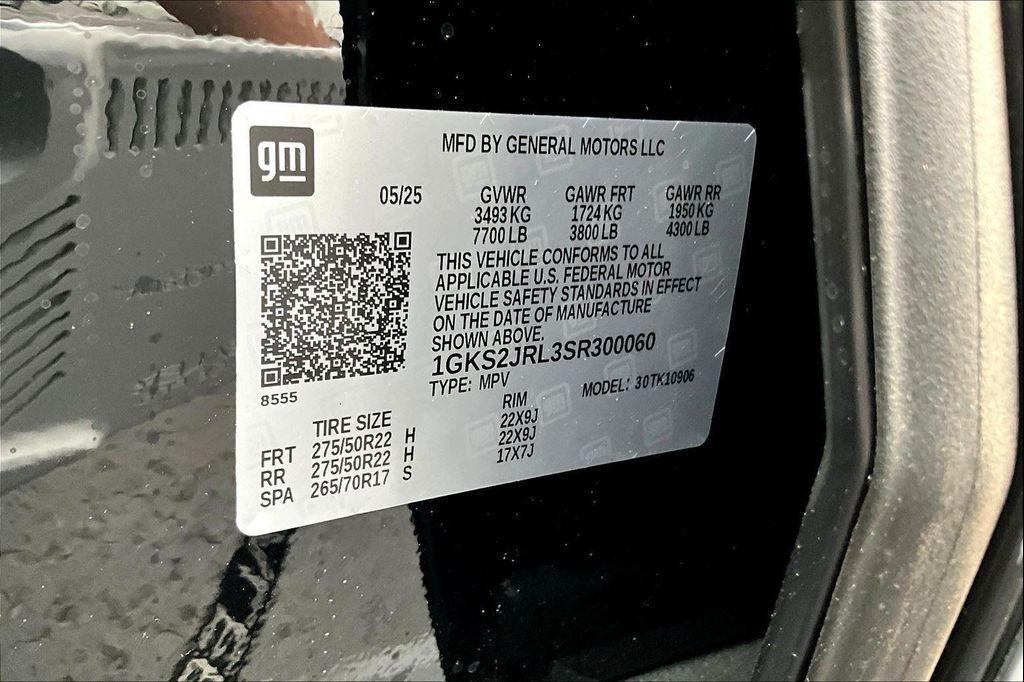 gm
MFD BY GENERAL MOTORS LLC
05/25 GVWR GAWR FRT GAWR RR
3493 KG 1724 KG 1950 KG
7700 LB 3800 LB 4300 LB
THIS VEHICLE CONFORMS TO ALL
APPLICABLE U.S. FEDERAL MOTOR
VEHICLE SAFETY STANDARDS IN EFFECT
ON THE DATE OF MANUFACTURE
SHOWN ABOVE.
1GKS2JRL3SR300060
8555
TYPE: MPV MODEL: 30TK10906
TIRE SIZE RIM
FRT 275/50R22 H 22X9J
RR 275/50R22 H 22X9J
SPA 265/70R17 S 17X7J